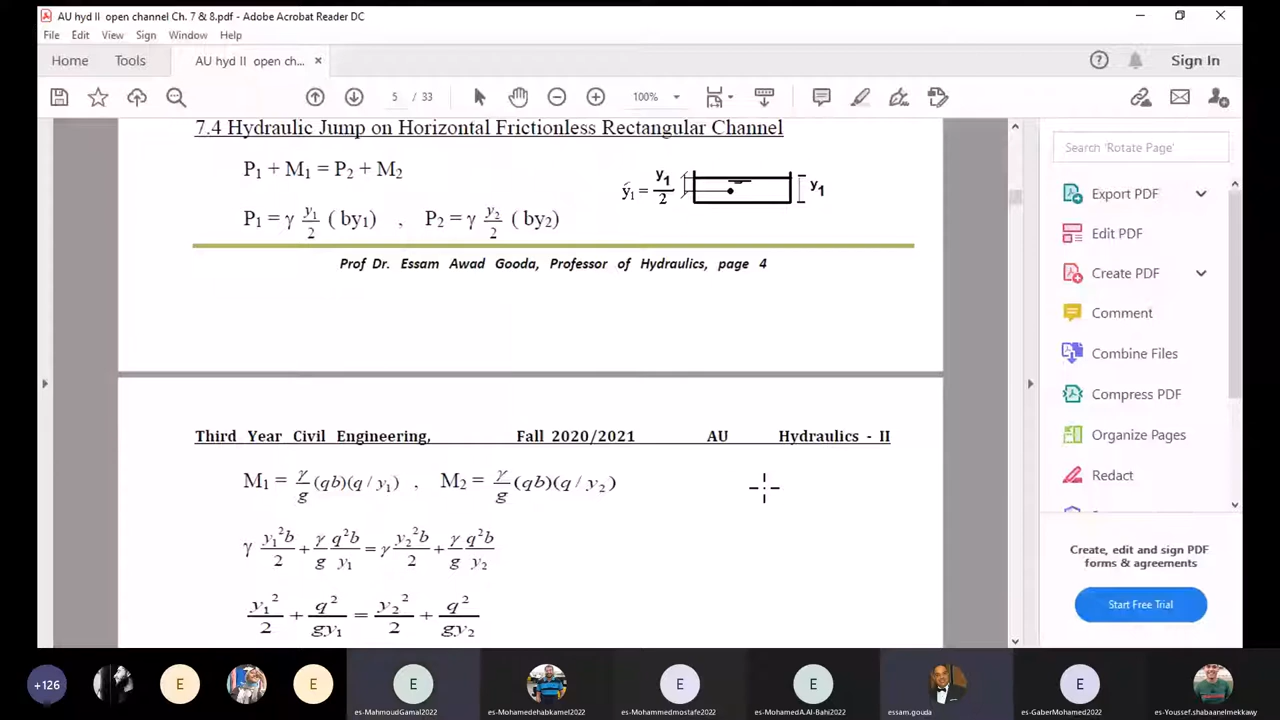 AU hyd II open channel Ch. 7 & 8.pdf - Adobe Acrobat Reader DC
File Edit View Sign Window Help
Home Tools AU hyd II open ch... × Sign In
5 / 33 100%
7.4 Hydraulic Jump on Horizontal Frictionless Rectangular Channel
P₁ + M₁ = P₂ + M₂
ý₁ = y₁/2 y₁
P₁ = γ y₁/2 ( by₁) , P₂ = γ y₂/2 ( by₂)
Prof Dr. Essam Awad Gooda, Professor of Hydraulics, page 4
Third Year Civil Engineering, Fall 2020/2021 AU Hydraulics - II
M₁ = γ/g (qb)(q / y₁) , M₂ = γ/g (qb)(q / y₂)
γ y₁²b/2 + γ/g q²b/y₁ = γ y₂²b/2 + γ/g q²b/y₂
y₁²/2 + q²/gy₁ = y₂²/2 + q²/gy₂
Search 'Rotate Page'
Export PDF
Edit PDF
Create PDF
Comment
Combine Files
Compress PDF
Organize Pages
Redact
Create, edit and sign PDF
forms & agreements
Start Free Trial
+126 E E E E E E
es-MahmoudGamal2022 es-Mohamedehabkamel2022 es-Mohammedmostafe2022 es-MohamedA.Al-Bahi2022 essam.gouda es-GaberMohamed2022 es-Youssef.shabaanelmekkawy